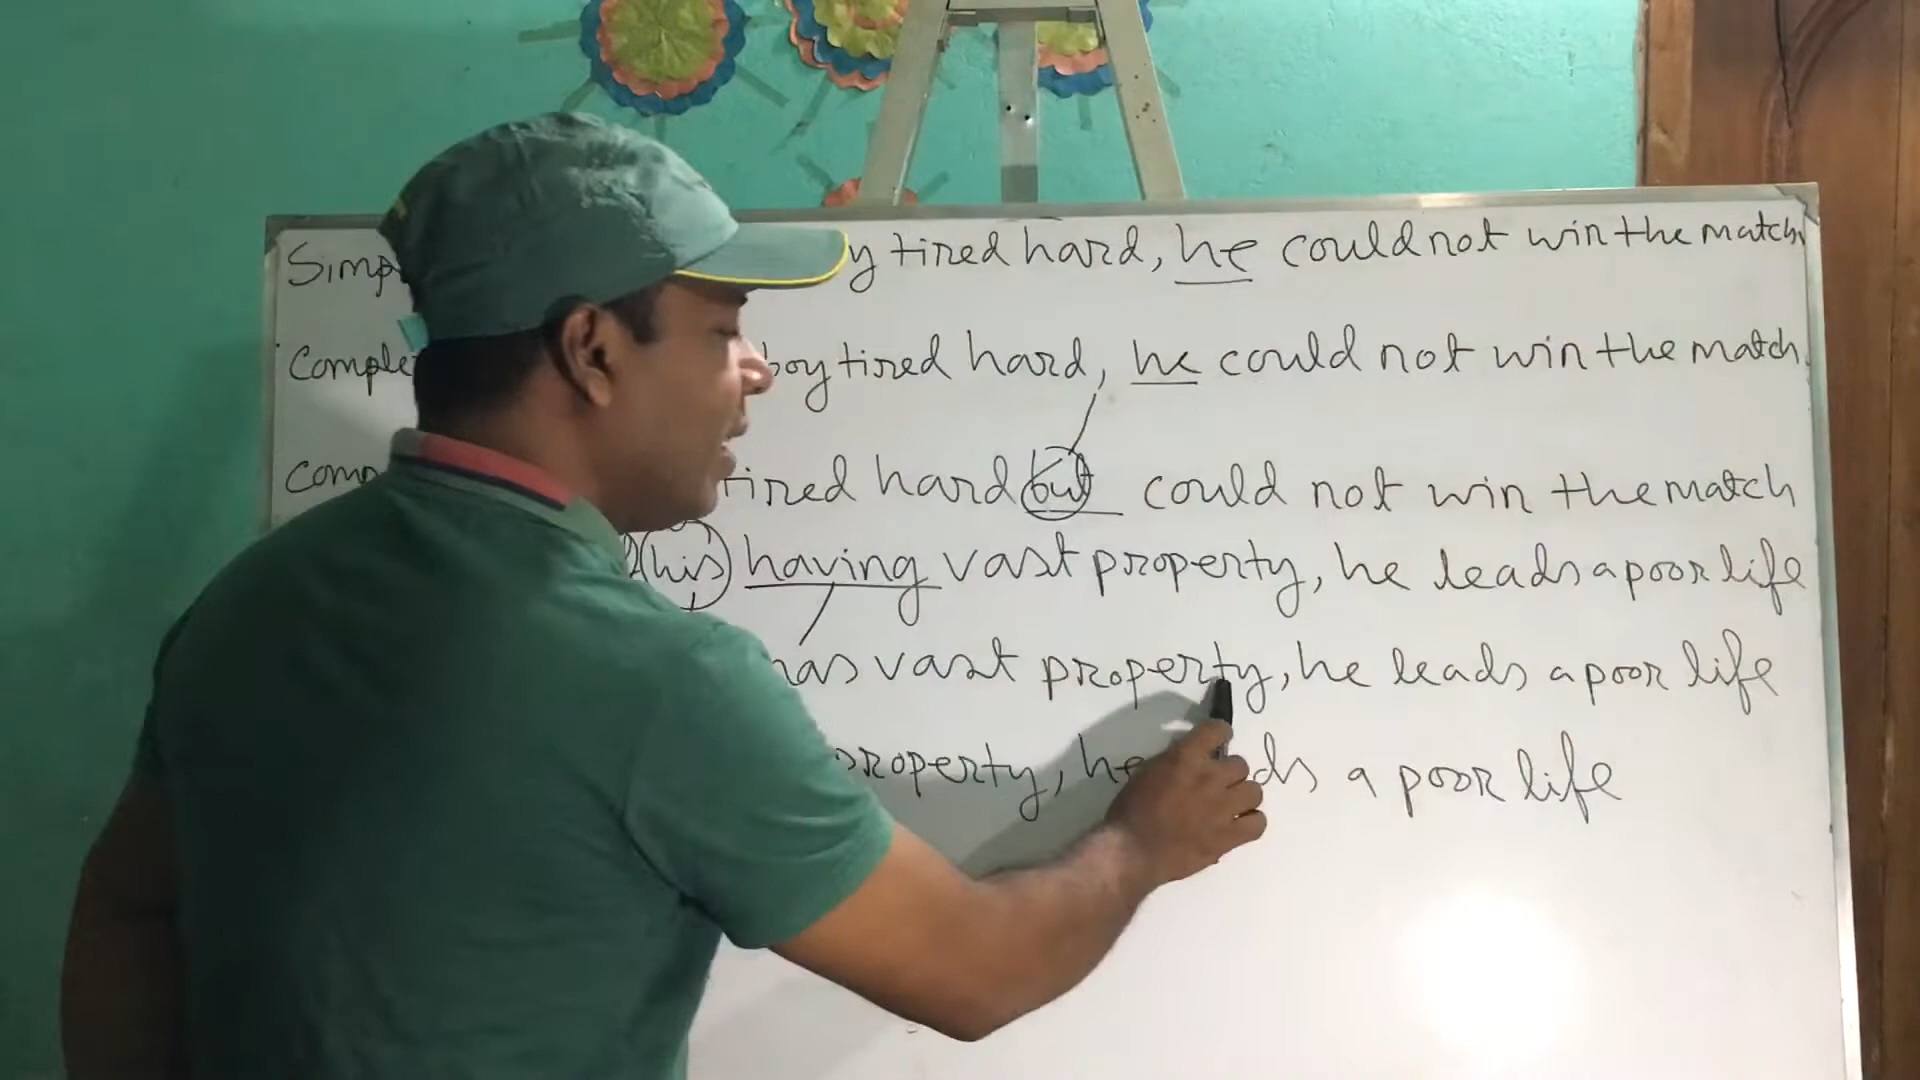 Simp y tired hard, he could not win the match.
Comple boy tired hard, he could not win the match.
Comp tired hard but could not win the match
(his) having vast property, he leads a poor life
has vast property, he leads a poor life
property, he leads a poor life